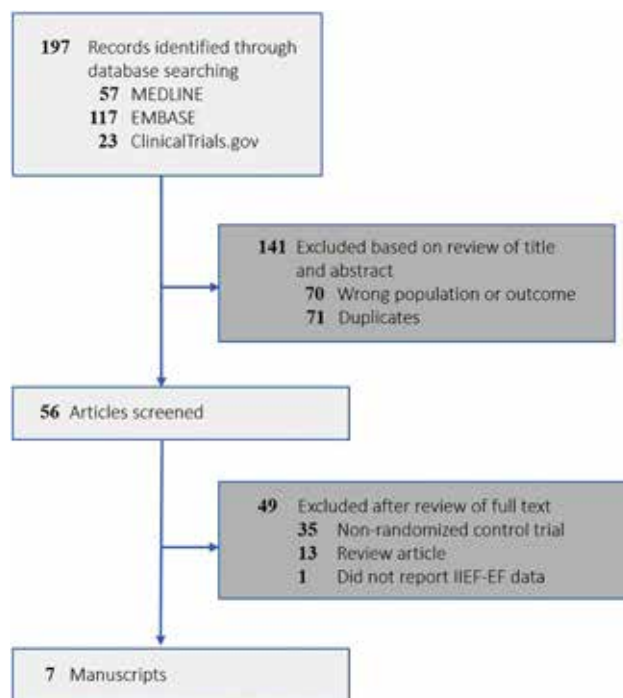 197 Records identified through
database searching
57 MEDLINE
117 EMBASE
23 ClinicalTrials.gov
141 Excluded based on review of title
and abstract
70 Wrong population or outcome
71 Duplicates
56 Articles screened
49 Excluded after review of full text
35 Non-randomized control trial
13 Review article
1 Did not report IIEF-EF data
7 Manuscripts